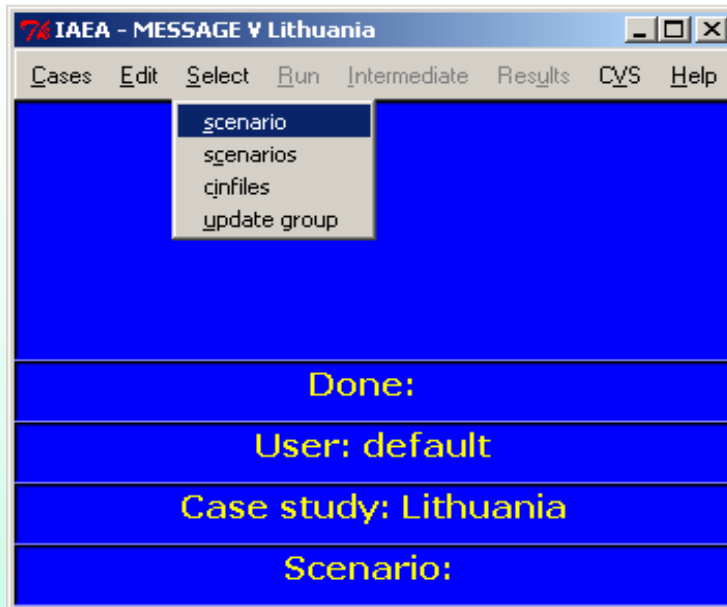 IAEA - MESSAGE V Lithuania
Cases Edit Select Run Intermediate Results CVS Help
scenario
scenarios
cinfiles
update group
Done:
User: default
Case study: Lithuania
Scenario: